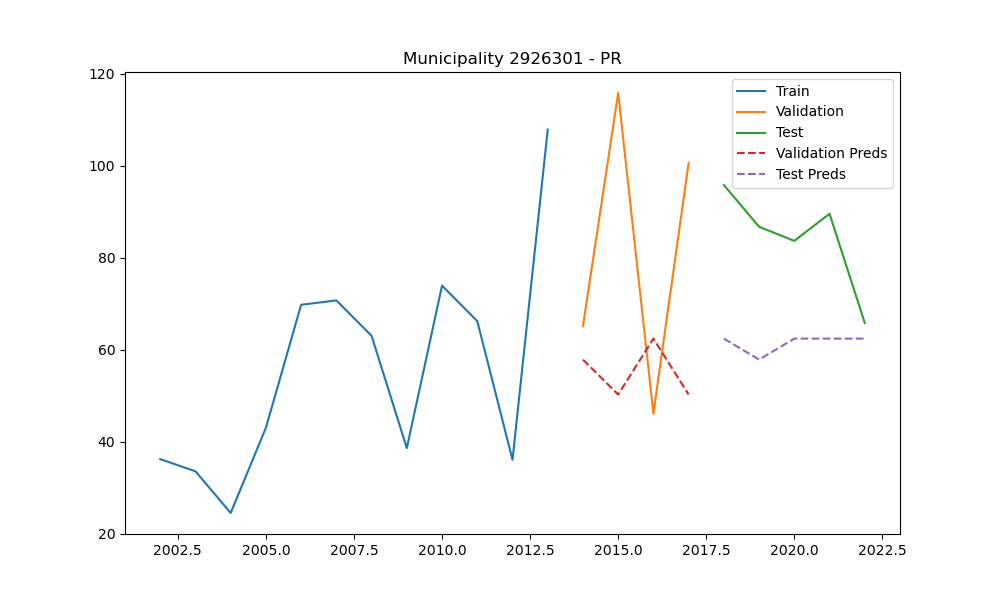 Municipality 2926301 - PR
120
100
80
60
40
20
2002.5 2005.0 2007.5 2010.0 2012.5 2015.0 2017.5 2020.0 2022.5
Train
Validation
Test
Validation Preds
Test Preds